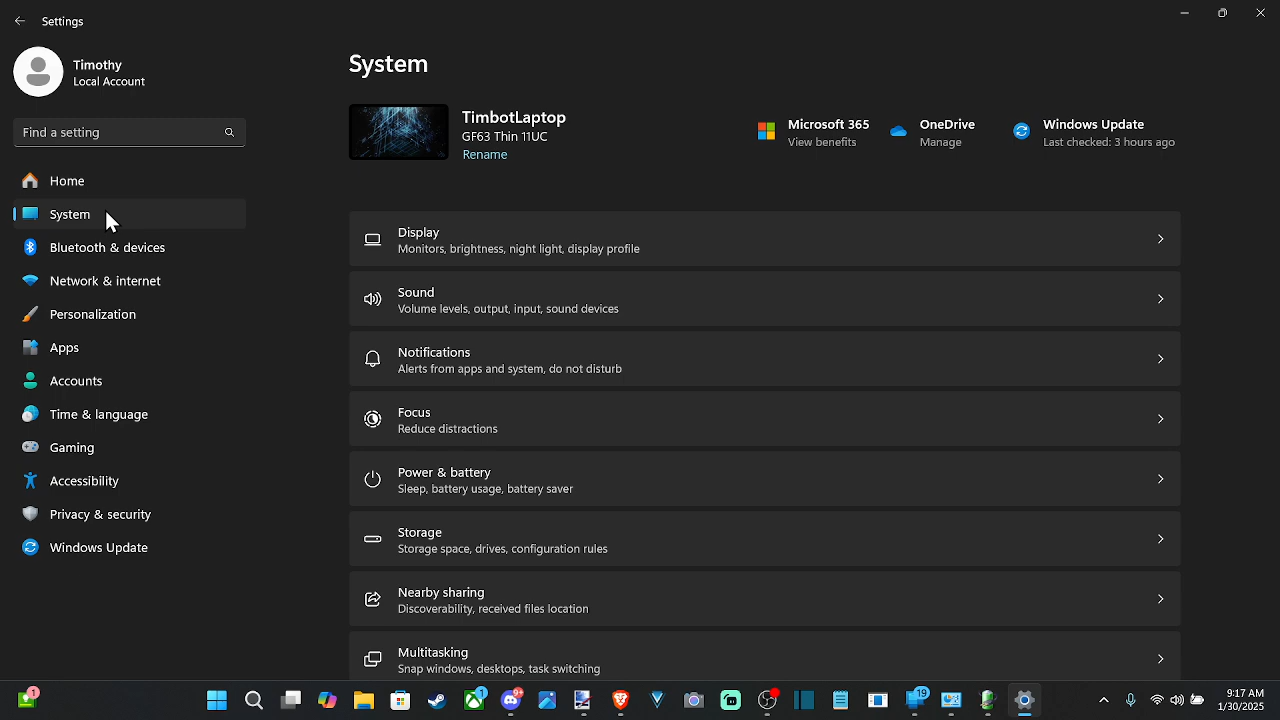 Settings
Timothy
Local Account
Find a setting
Home
System
Bluetooth & devices
Network & internet
Personalization
Apps
Accounts
Time & language
Gaming
Accessibility
Privacy & security
Windows Update
System
TimbotLaptop
GF63 Thin 11UC
Rename
Microsoft 365
View benefits
OneDrive
Manage
Windows Update
Last checked: 3 hours ago
Display
Monitors, brightness, night light, display profile
Sound
Volume levels, output, input, sound devices
Notifications
Alerts from apps and system, do not disturb
Focus
Reduce distractions
Power & battery
Sleep, battery usage, battery saver
Storage
Storage space, drives, configuration rules
Nearby sharing
Discoverability, received files location
Multitasking
Snap windows, desktops, task switching
1
1
9+
19
9:17 AM
1/30/2025